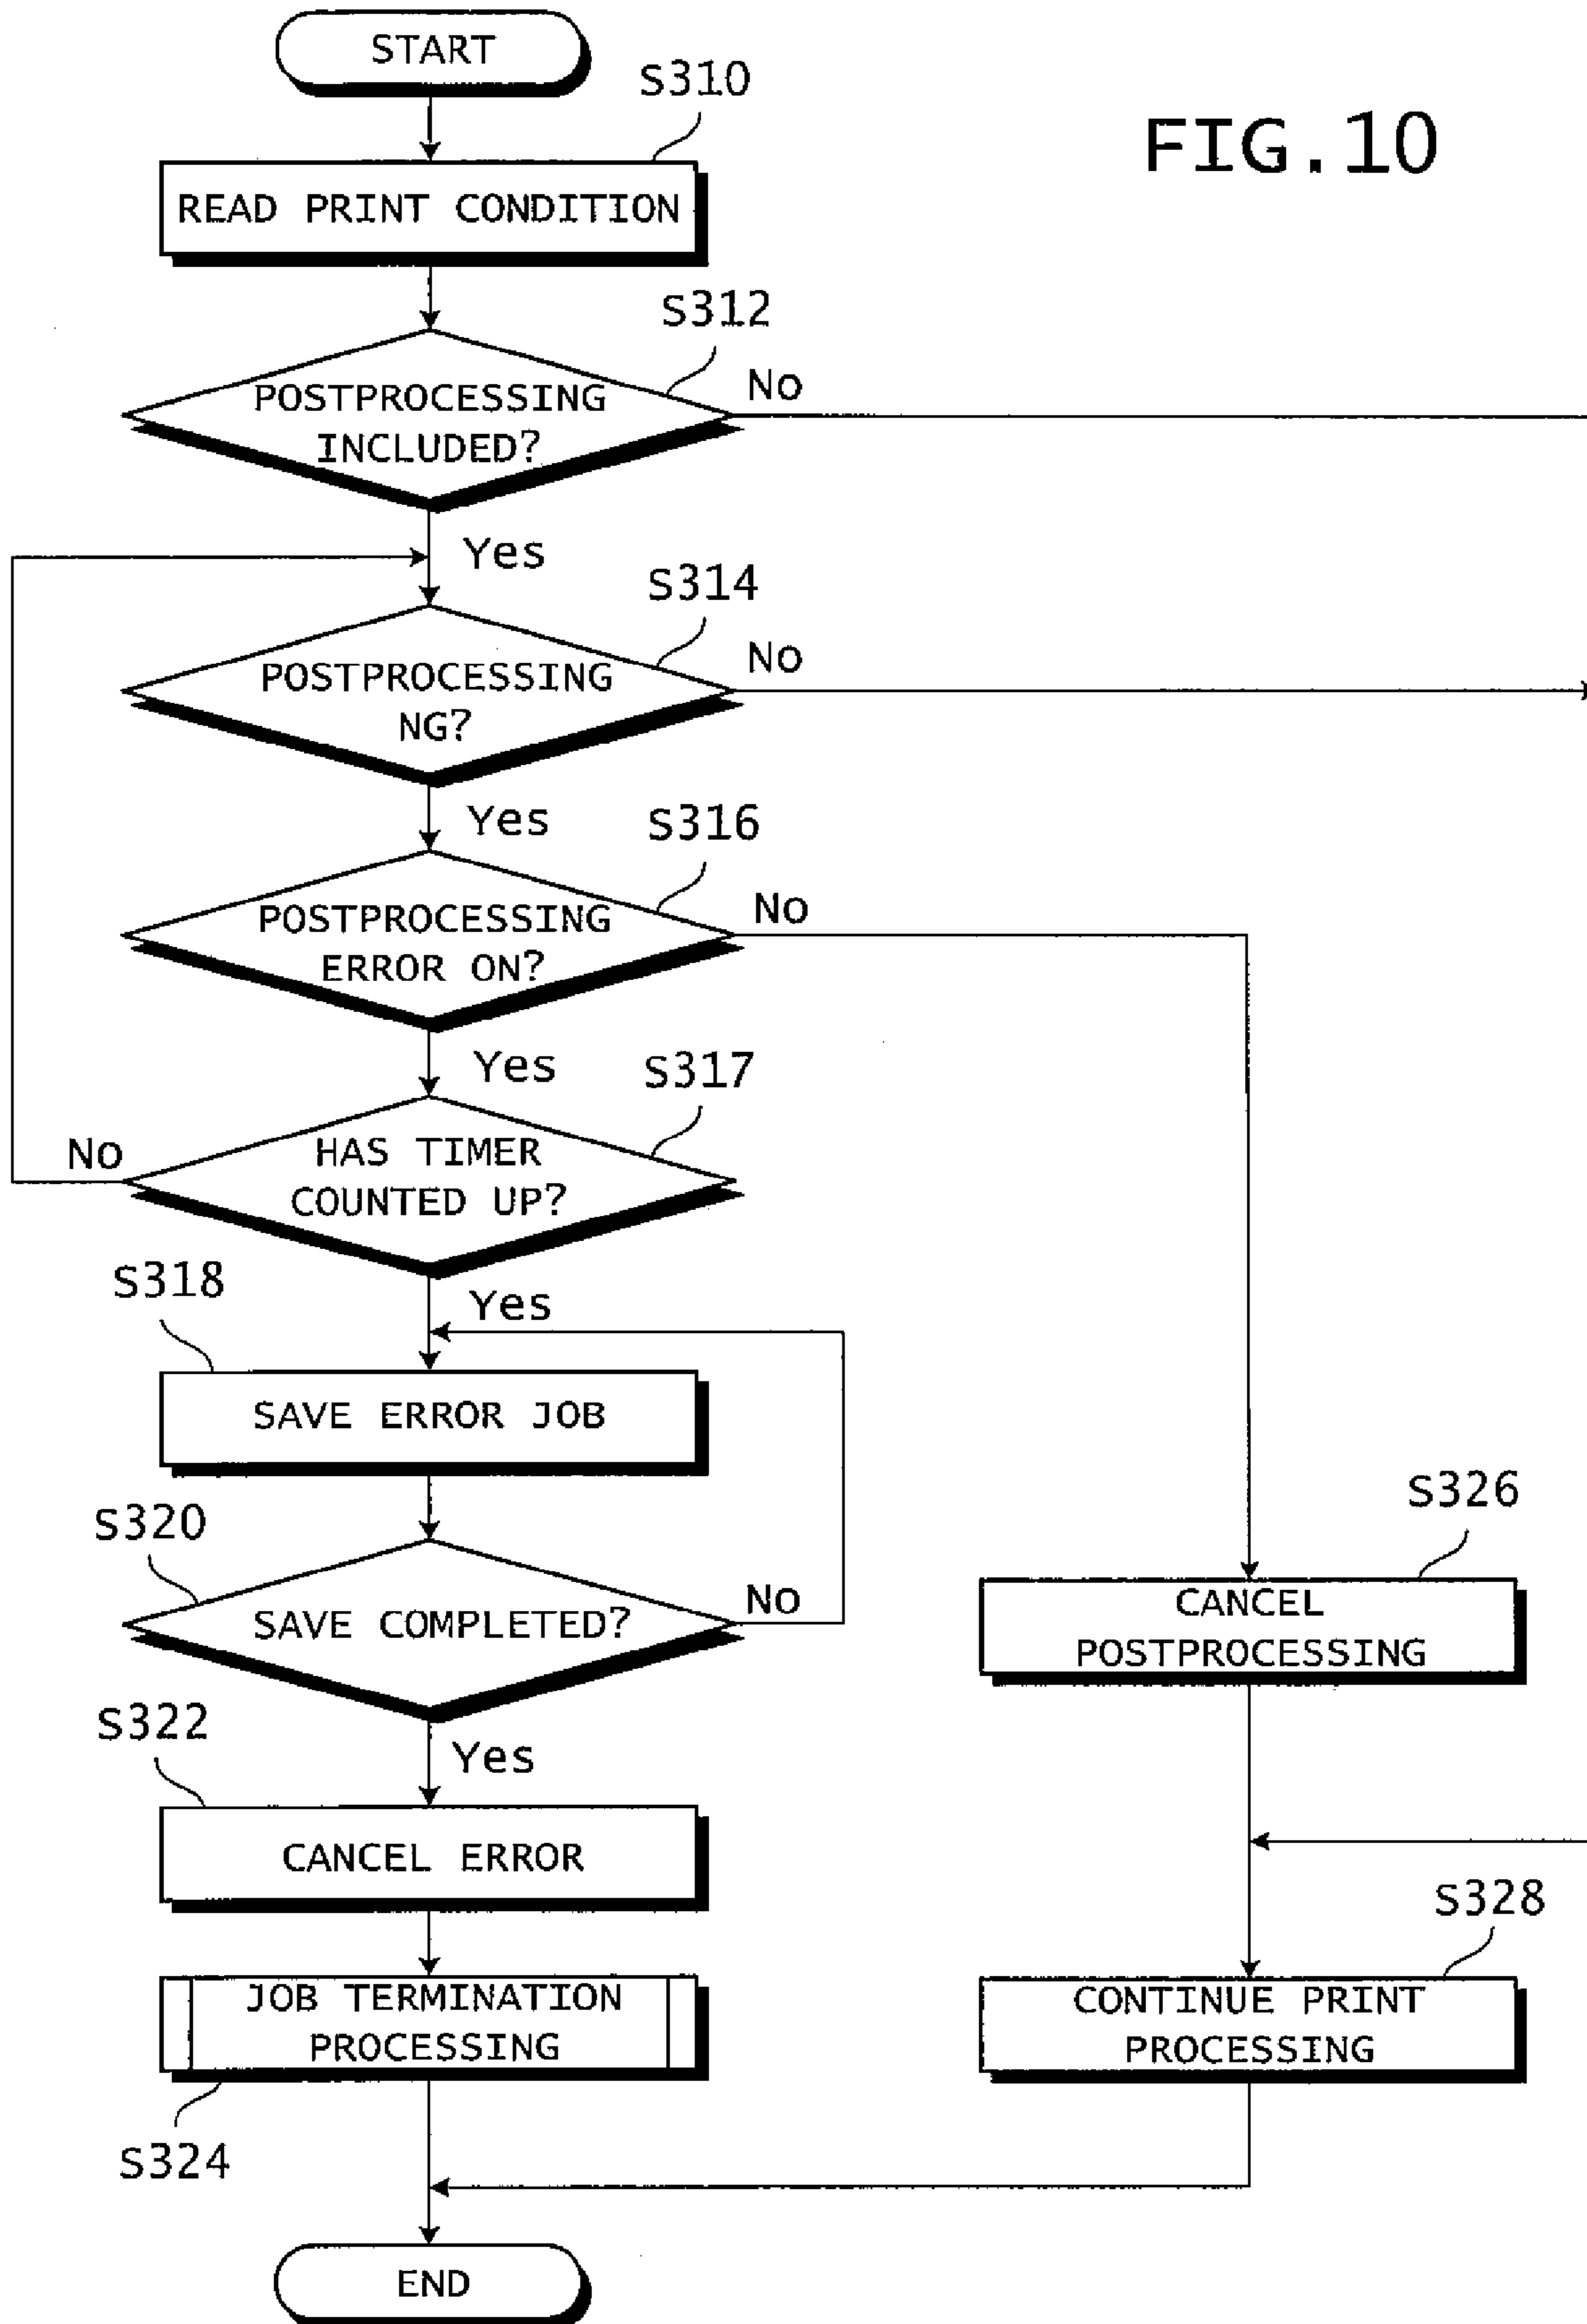 START
S310
FIG.10
READ PRINT CONDITION
S312
POSTPROCESSING
INCLUDED?
No
Yes
S314
POSTPROCESSING
NG?
No
Yes
S316
POSTPROCESSING
ERROR ON?
No
Yes
S317
HAS TIMER
COUNTED UP?
No
Yes
S318
SAVE ERROR JOB
S320
SAVE COMPLETED?
No
Yes
S326
CANCEL
POSTPROCESSING
S322
CANCEL ERROR
S328
CONTINUE PRINT
PROCESSING
JOB TERMINATION
PROCESSING
S324
END